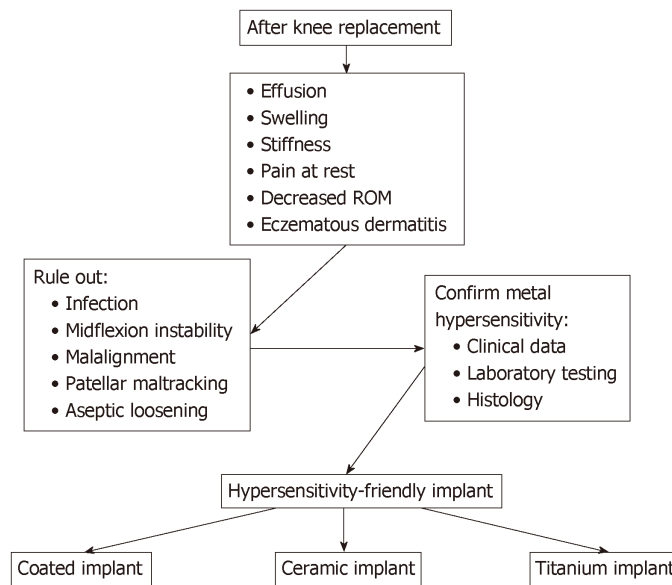 After knee replacement
• Effusion
• Swelling
• Stiffness
• Pain at rest
• Decreased ROM
• Eczematous dermatitis
Rule out:
• Infection
• Midflexion instability
• Malalignment
• Patellar maltracking
• Aseptic loosening
Confirm metal
hypersensitivity:
• Clinical data
• Laboratory testing
• Histology
Hypersensitivity-friendly implant
Coated implant
Ceramic implant
Titanium implant